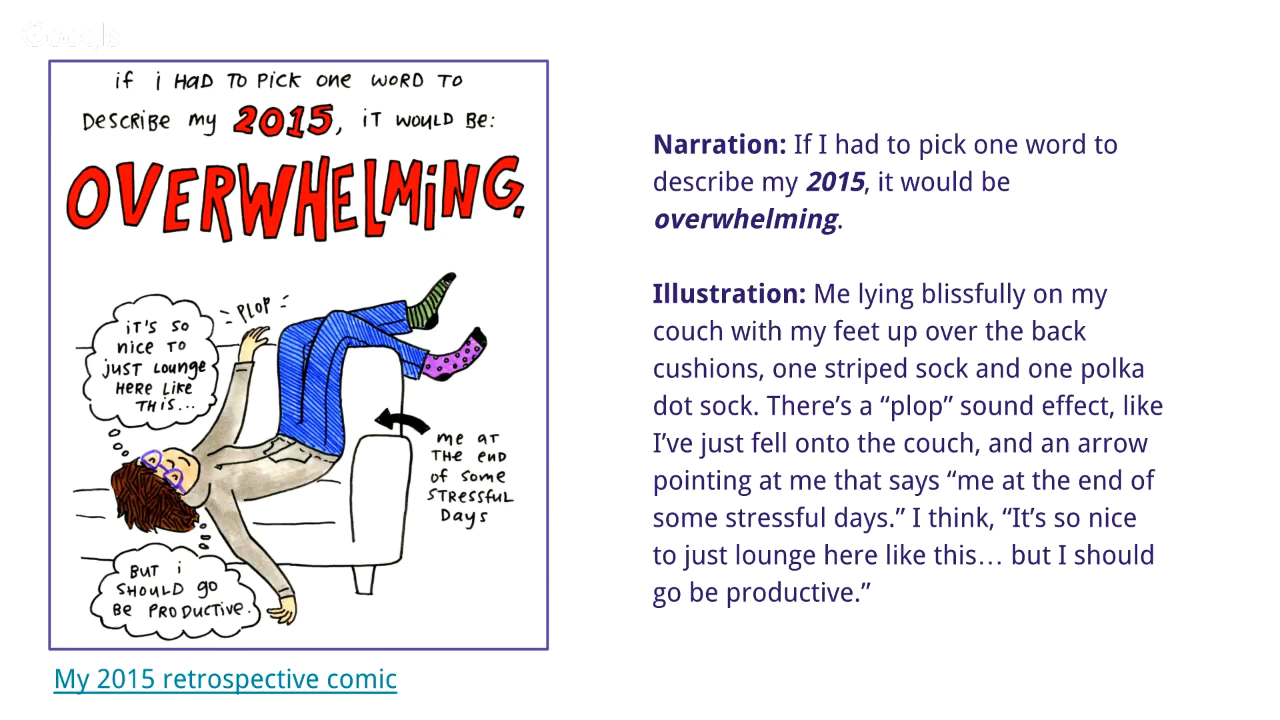 Google
if i HAD TO PICK ONE WORD TO
DESCRIBE my 2015, iT WOULD BE:
OVERWHELMiNG.
PLOP
iT'S SO
NICE TO
JUST LOUNGE
HERE LIKE
THIS...
ME AT
THE END
OF SOME
STRESSFUL
DAYS
BUT i
SHOULD GO
BE PRODUCTIVE.
My 2015 retrospective comic
Narration: If I had to pick one word to
describe my 2015, it would be
overwhelming.
Illustration: Me lying blissfully on my
couch with my feet up over the back
cushions, one striped sock and one polka
dot sock. There’s a “plop” sound effect, like
I’ve just fell onto the couch, and an arrow
pointing at me that says “me at the end of
some stressful days.” I think, “It’s so nice
to just lounge here like this… but I should
go be productive.”